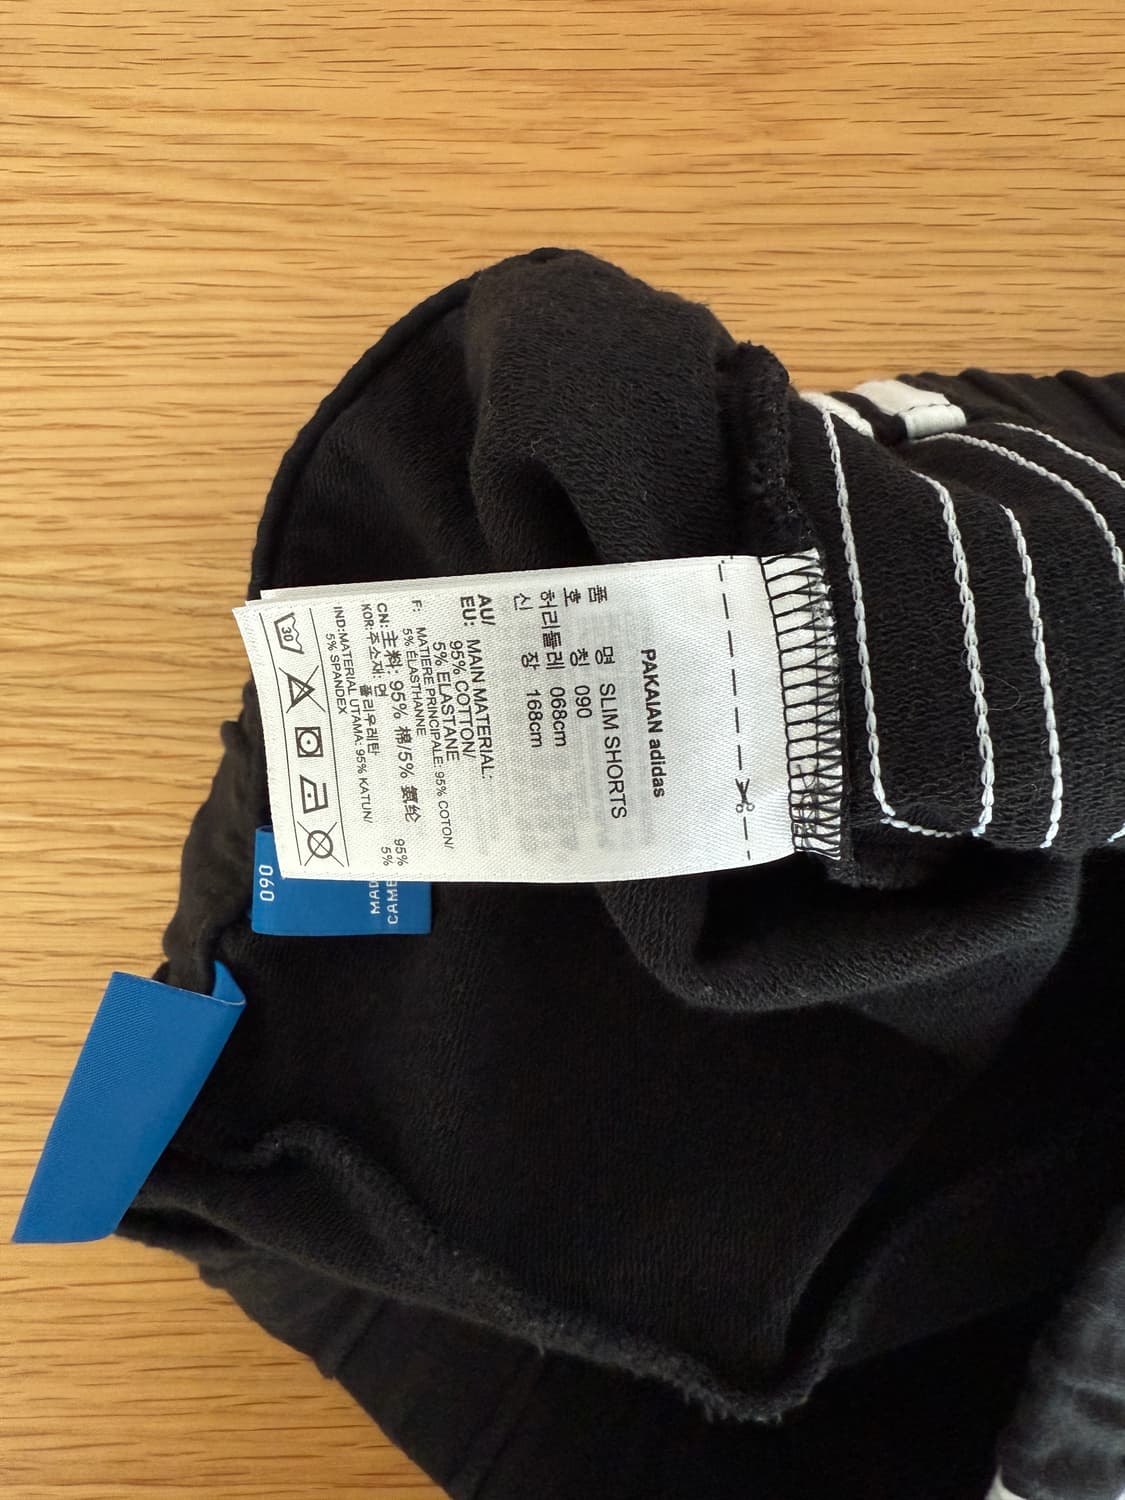 PAKAIAN adidas
품 명 SLIM SHORTS
호 칭 090
허리둘레 068cm
신 장 168cm
AU/
EU: MAIN MATERIAL:
95% COTTON/
5% ELASTANE
F: MATIERE PRINCIPALE: 95% COTON/
5% ÉLASTHANNE
CN: 主料: 95% 棉/5% 氨纶
KOR: 주소재: 면 95%
폴리우레탄 5%
IND:MATERIAL UTAMA: 95% KATUN/
5% SPANDEX
30
090